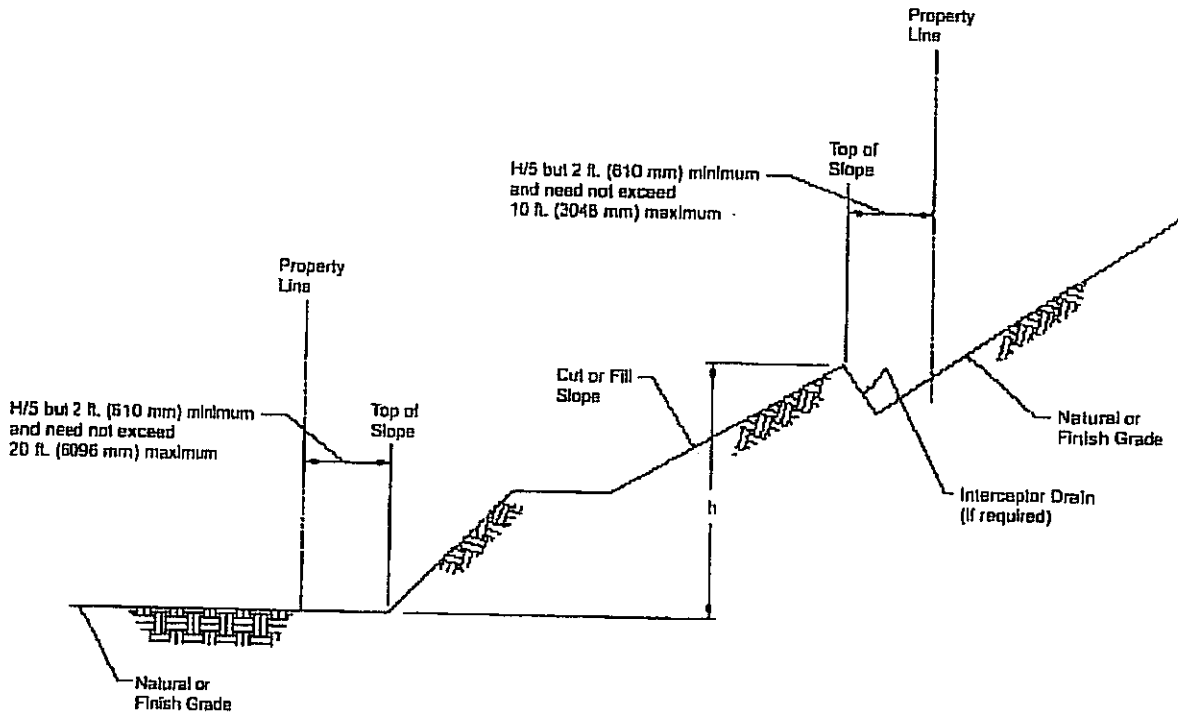 Property
Line
H/5 but 2 ft. (610 mm) minimum
and need not exceed
10 ft. (3048 mm) maximum
Top of
Slope
Property
Line
H/5 but 2 ft. (610 mm) minimum
and need not exceed
20 ft. (6096 mm) maximum
Top of
Slope
Cut or Fill
Slope
h
Natural or
Finish Grade
Interceptor Drain
(if required)
Natural or
Finish Grade